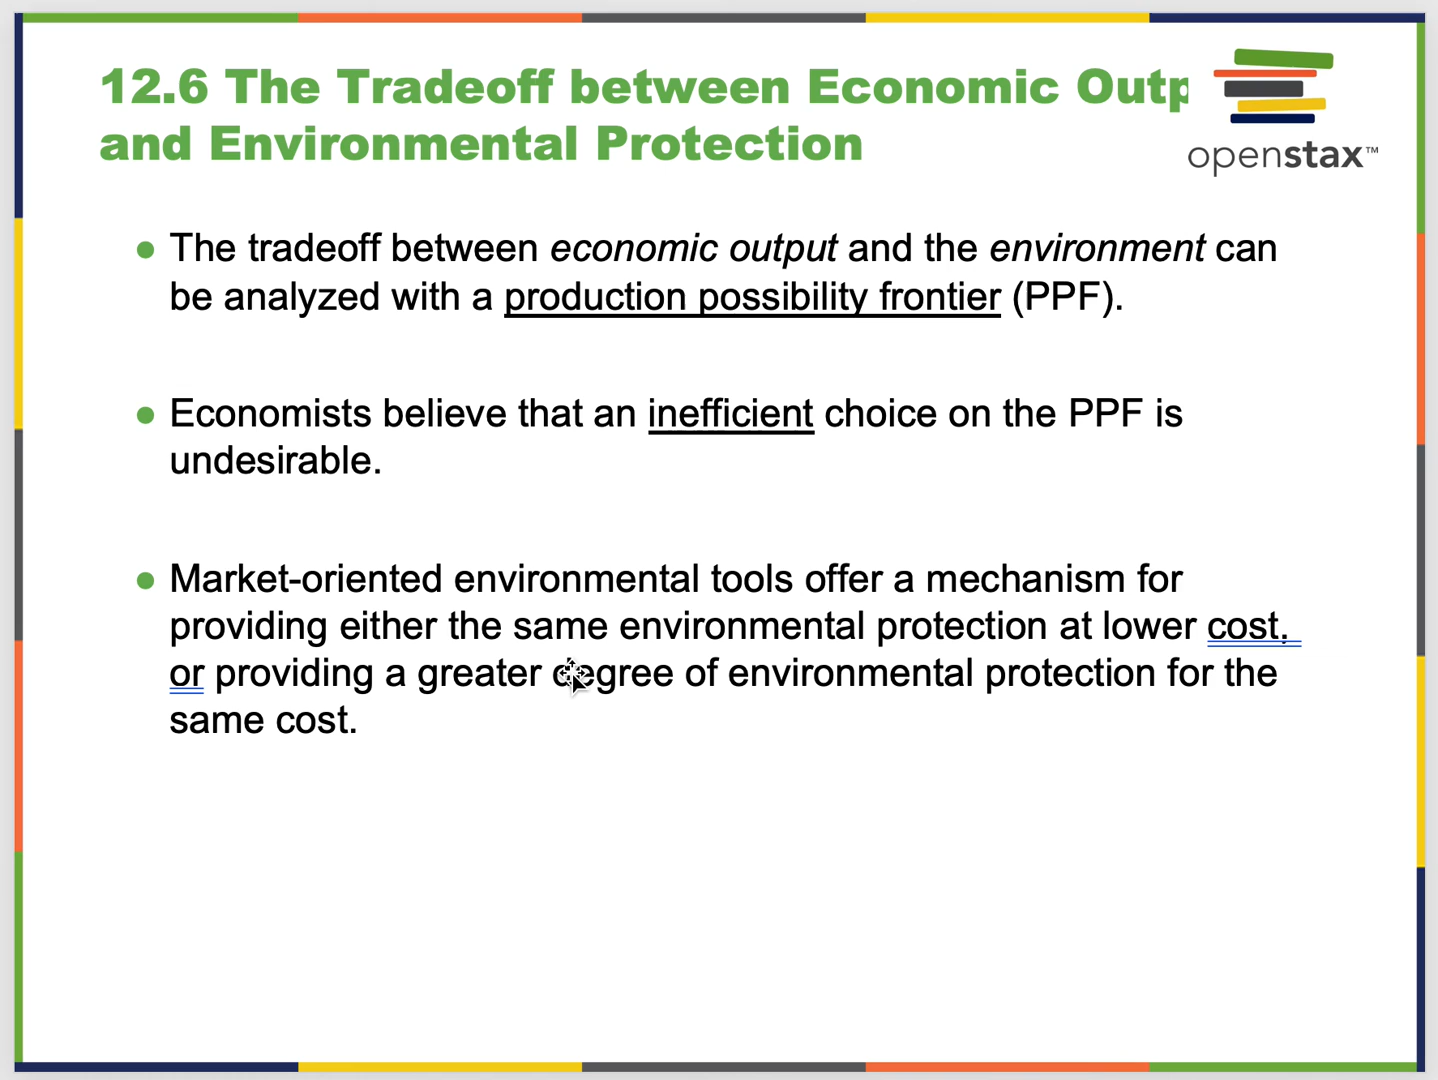 12.6 The Tradeoff between Economic Outp
and Environmental Protection
openstax™
● The tradeoff between economic output and the environment can
be analyzed with a production possibility frontier (PPF).
● Economists believe that an inefficient choice on the PPF is
undesirable.
● Market-oriented environmental tools offer a mechanism for
providing either the same environmental protection at lower cost,
or providing a greater degree of environmental protection for the
same cost.